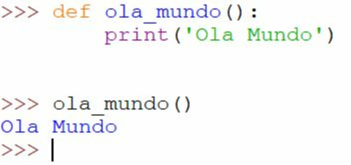 >>> def ola_mundo():
        print('Ola Mundo')
>>> ola_mundo()
Ola Mundo
>>>